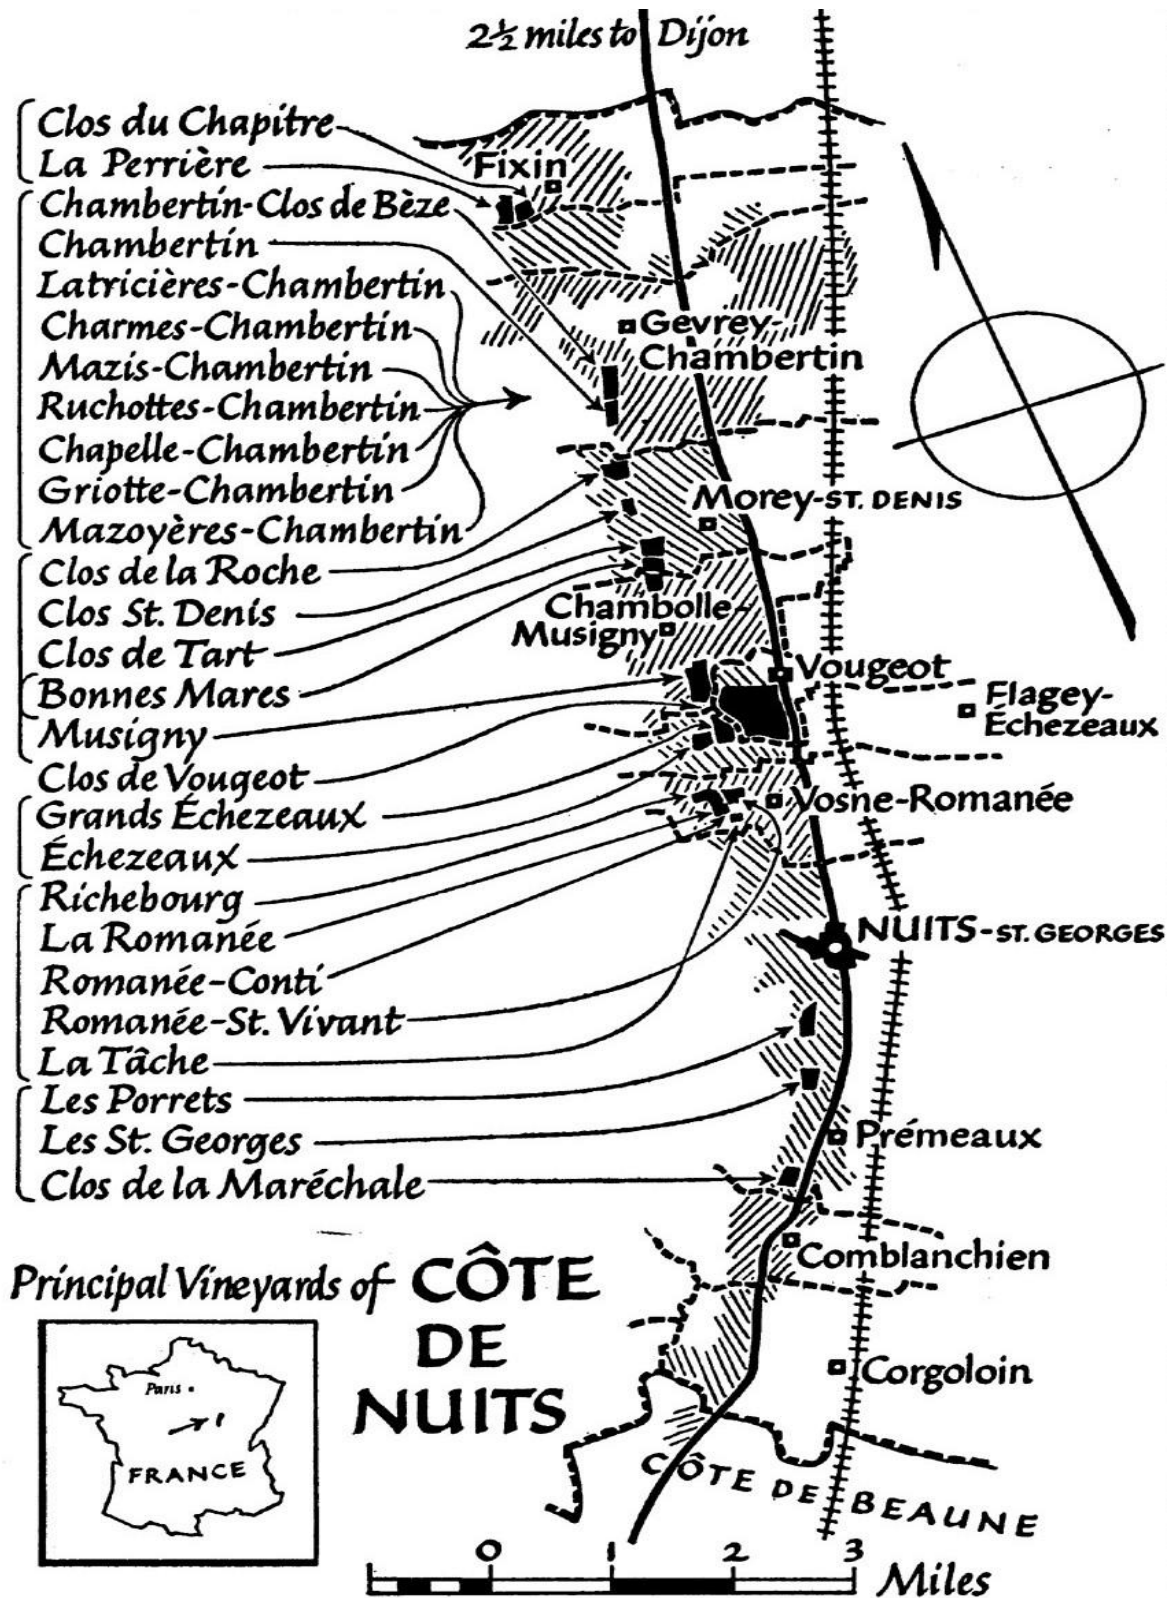 2½ miles to Dijon
Clos du Chapitre
La Perrière
Chambertin-Clos de Bèze
Chambertin
Latricières-Chambertin
Charmes-Chambertin
Mazis-Chambertin
Ruchottes-Chambertin
Chapelle-Chambertin
Griotte-Chambertin
Mazoyères-Chambertin
Clos de la Roche
Clos St. Denis
Clos de Tart
Bonnes Mares
Musigny
Clos de Vougeot
Grands Échezeaux
Échezeaux
Richebourg
La Romanée
Romanée-Conti
Romanée-St. Vivant
La Tâche
Les Porrets
Les St. Georges
Clos de la Maréchale
Fixin
Gevrey-
Chambertin
Morey-ST. DENIS
Chambolle-
Musigny
Vougeot
Flagey-
Échezeaux
Vosne-Romanée
NUITS-ST. GEORGES
Prémeaux
Comblanchien
Corgoloin
CÔTE DE BEAUNE
Principal Vineyards of CÔTE
DE
NUITS
Paris
FRANCE
0 1 2 3
Miles